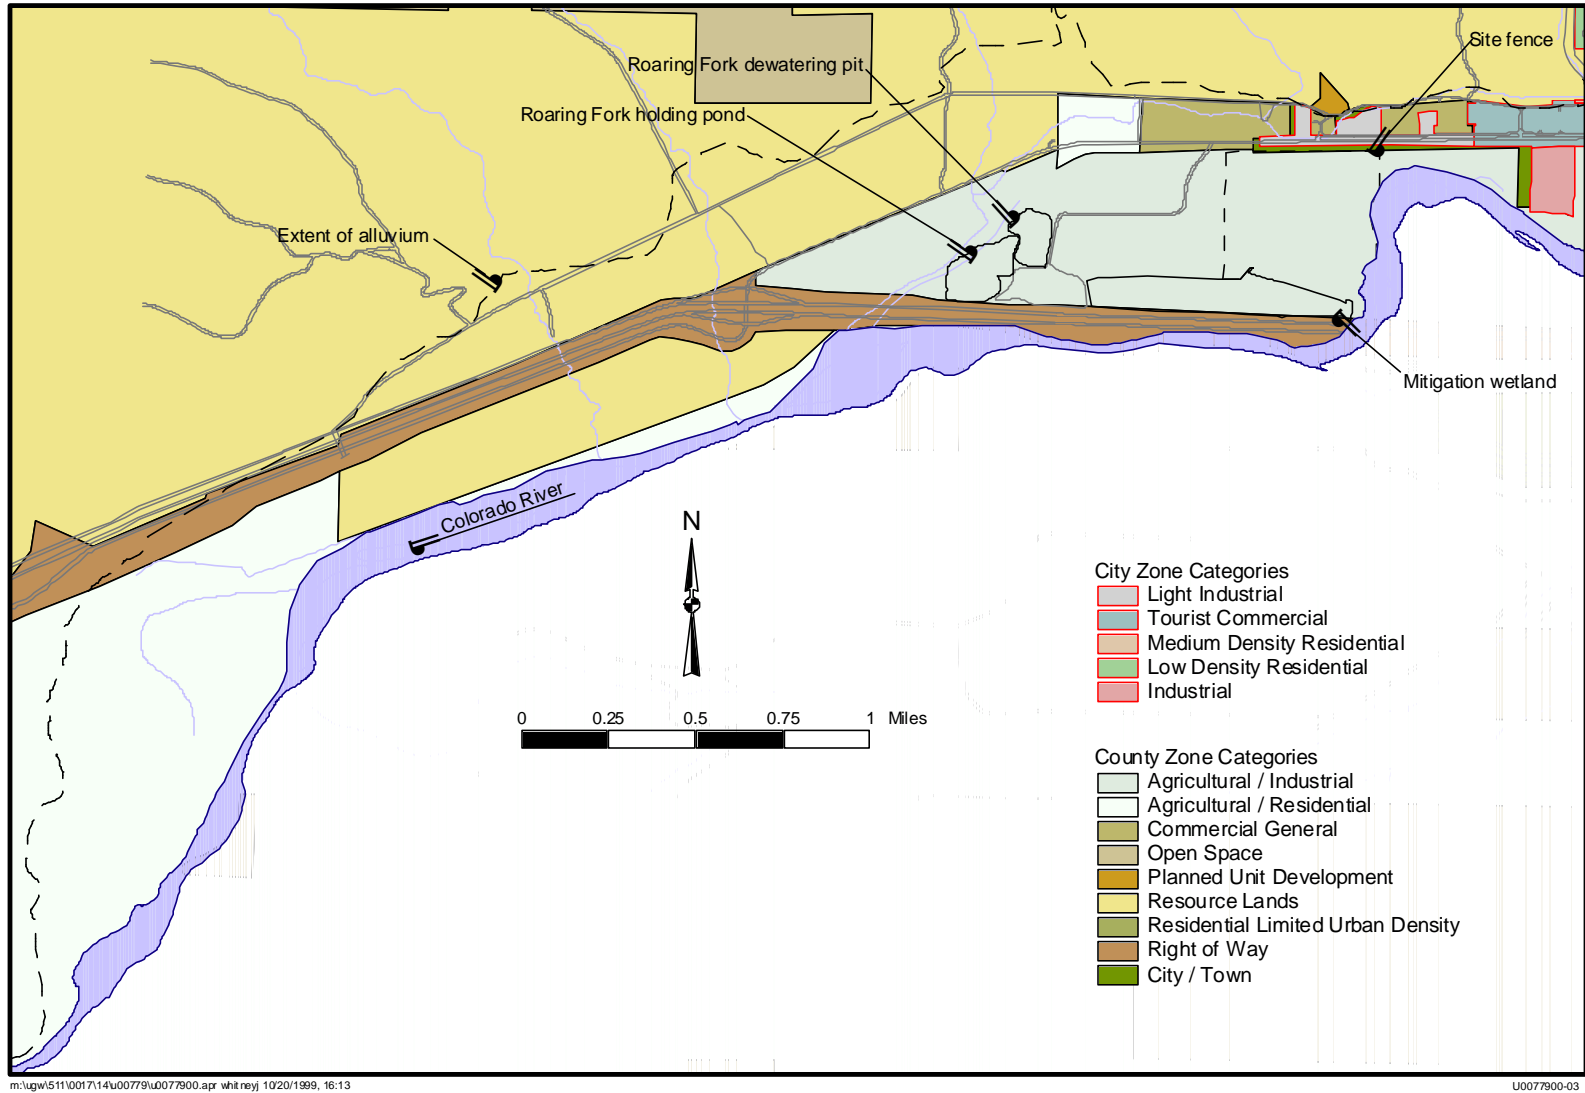 Site fence
Roaring Fork dewatering pit
Roaring Fork holding pond
Extent of alluvium
Mitigation wetland
Colorado River
N
0 0.25 0.5 0.75 1 Miles
City Zone Categories
Light Industrial
Tourist Commercial
Medium Density Residential
Low Density Residential
Industrial
County Zone Categories
Agricultural / Industrial
Agricultural / Residential
Commercial General
Open Space
Planned Unit Development
Resource Lands
Residential Limited Urban Density
Right of Way
City / Town
m:\ugw\511\0017\14\u00779\u0077900.apr whitneyj 10/20/1999, 16:13
U0077900-03